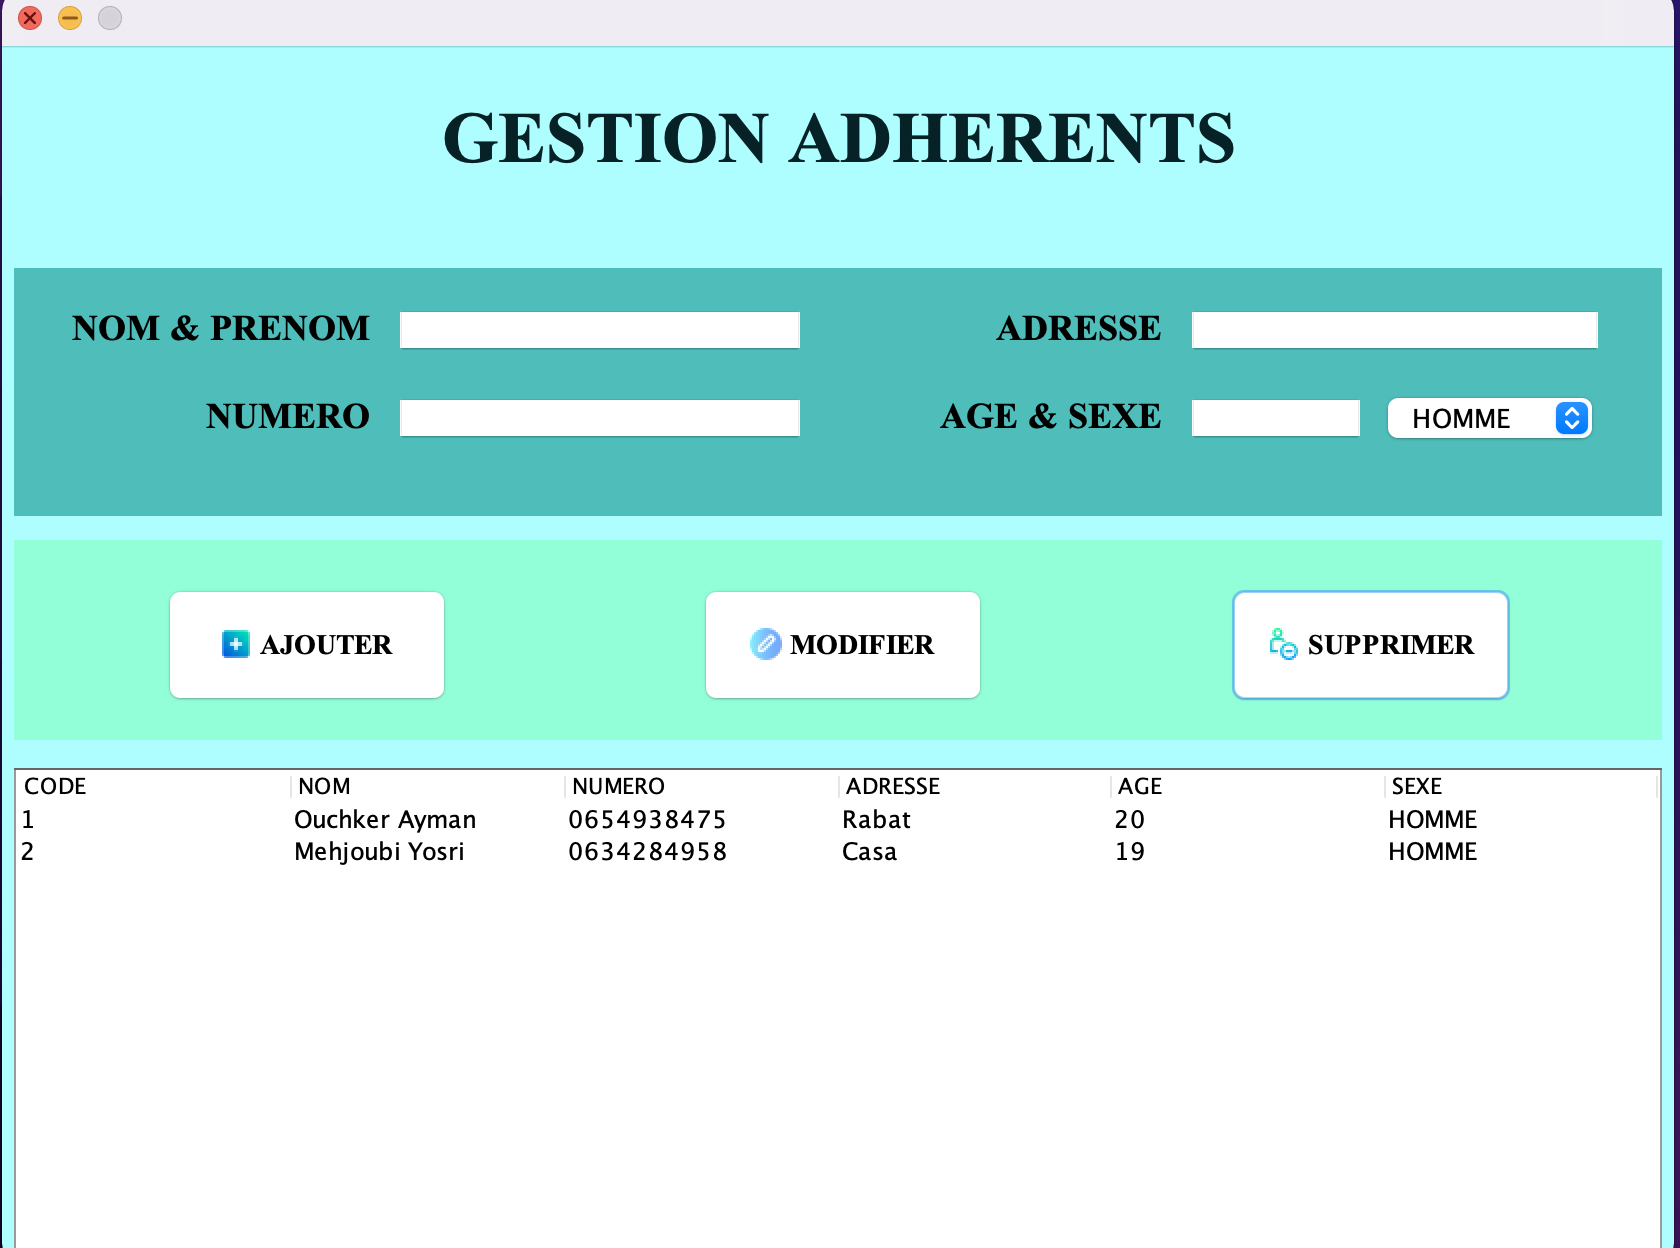 GESTION ADHERENTS
NOM & PRENOM ADRESSE
NUMERO AGE & SEXE HOMME
AJOUTER MODIFIER SUPPRIMER
CODE NOM NUMERO ADRESSE AGE SEXE
1 Ouchker Ayman 0654938475 Rabat 20 HOMME
2 Mehjoubi Yosri 0634284958 Casa 19 HOMME